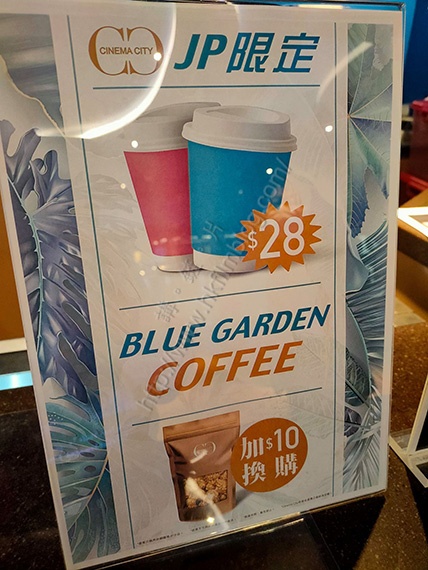 CINEMA CITY
JP限定
$28
BLUE GARDEN
COFFEE
加$10
換購